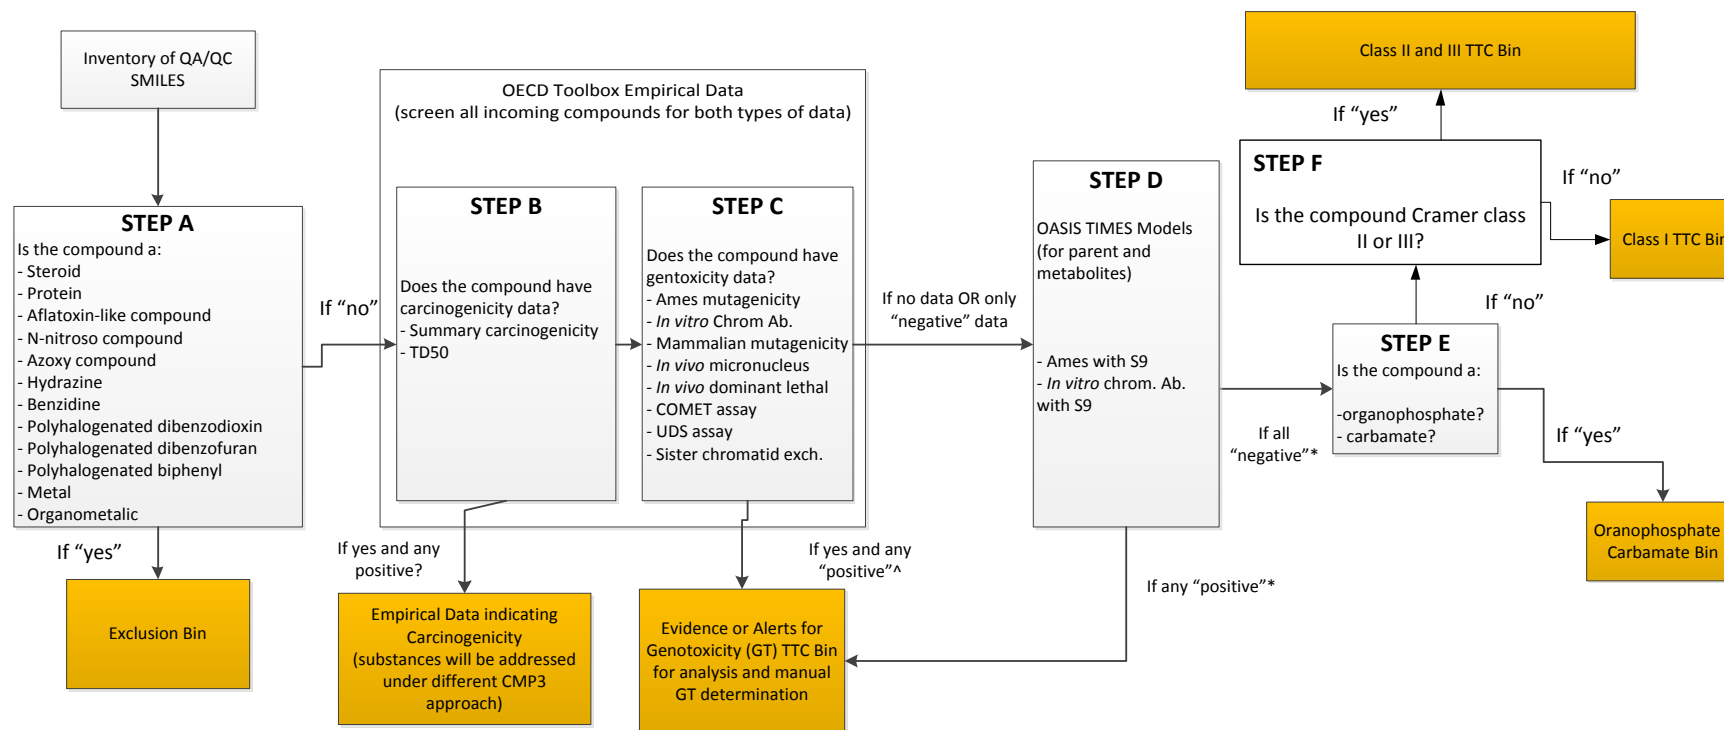 Inventory of QA/QC
SMILES
STEP A
Is the compound a:
- Steroid
- Protein
- Aflatoxin-like compound
- N-nitroso compound
- Azoxy compound
- Hydrazine
- Benzidine
- Polyhalogenated dibenzodioxin
- Polyhalogenated dibenzofuran
- Polyhalogenated biphenyl
- Metal
- Organometalic
If "yes"
Exclusion Bin
If "no"
OECD Toolbox Empirical Data
(screen all incoming compounds for both types of data)
STEP B
Does the compound have
carcinogenicity data?
- Summary carcinogenicity
- TD50
If yes and any
positive?
Empirical Data indicating
Carcinogenicity
(substances will be addressed
under different CMP3
approach)
STEP C
Does the compound have
gentoxicity data?
- Ames mutagenicity
- In vitro Chrom Ab.
- Mammalian mutagenicity
- In vivo micronucleus
- In vivo dominant lethal
- COMET assay
- UDS assay
- Sister chromatid exch.
If yes and any
"positive"^
Evidence or Alerts for
Genotoxicity (GT) TTC Bin
for analysis and manual
GT determination
If no data OR only
"negative" data
STEP D
OASIS TIMES Models
(for parent and
metabolites)
- Ames with S9
- In vitro chrom. Ab.
with S9
If any "positive"*
If all
"negative"*
STEP E
Is the compound a:
-organophosphate?
- carbamate?
If "yes"
Oranophosphate
Carbamate Bin
If "no"
STEP F
Is the compound Cramer class
II or III?
If "no"
Class I TTC Bin
If "yes"
Class II and III TTC Bin